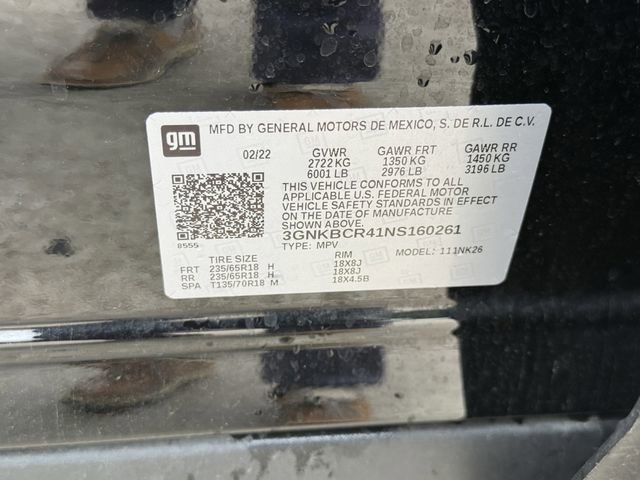 gm
MFD BY GENERAL MOTORS DE MEXICO, S. DE R.L. DE C.V.
02/22 GVWR GAWR FRT GAWR RR
2722 KG 1350 KG 1450 KG
6001 LB 2976 LB 3196 LB
THIS VEHICLE CONFORMS TO ALL
APPLICABLE U.S. FEDERAL MOTOR
VEHICLE SAFETY STANDARDS IN EFFECT
ON THE DATE OF MANUFACTURE
SHOWN ABOVE.
3GNKBCR41NS160261
8555 TYPE: MPV MODEL: 111NK26
TIRE SIZE RIM
FRT 235/65R18 H 18X8J
RR 235/65R18 H 18X8J
SPA T135/70R18 M 18X4.5B